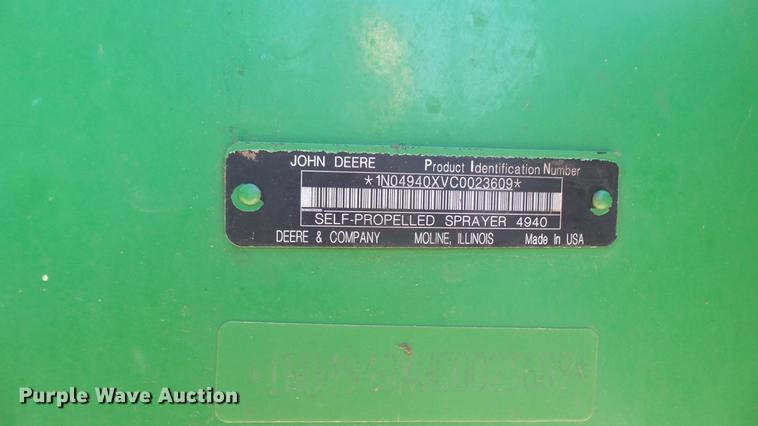 JOHN DEERE Product Identification Number
*1N04940XVC0023609*
SELF-PROPELLED SPRAYER 4940
DEERE & COMPANY MOLINE, ILLINOIS Made In USA
*1N04940XVC0023609*
Purple Wave Auction